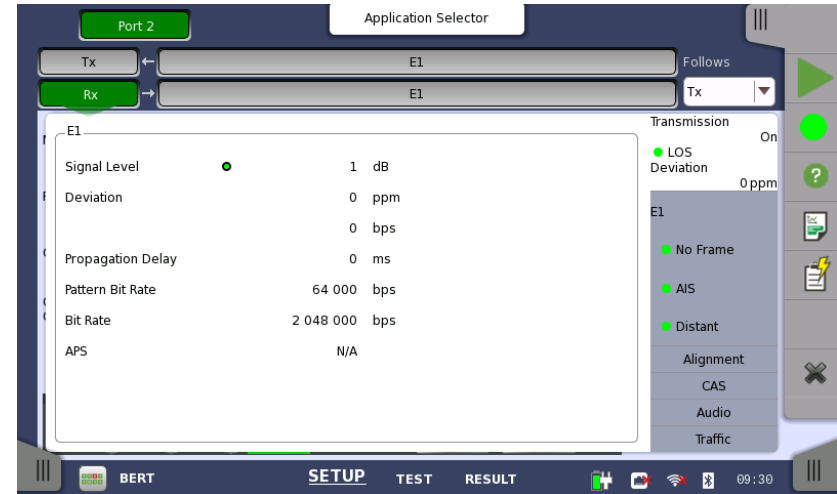 Port 2
Application Selector
Tx
E1
Follows
Rx
E1
Tx
E1
Signal Level 1 dB
Deviation 0 ppm
0 bps
Propagation Delay 0 ms
Pattern Bit Rate 64 000 bps
Bit Rate 2 048 000 bps
APS N/A
Transmission
On
LOS
Deviation
0 ppm
E1
No Frame
AIS
Distant
Alignment
CAS
Audio
Traffic
BERT
SETUP
TEST
RESULT
09:30